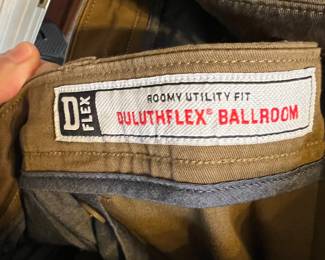 D
FLEX
ROOMY UTILITY FIT
DULUTHFLEX® BALLROOM